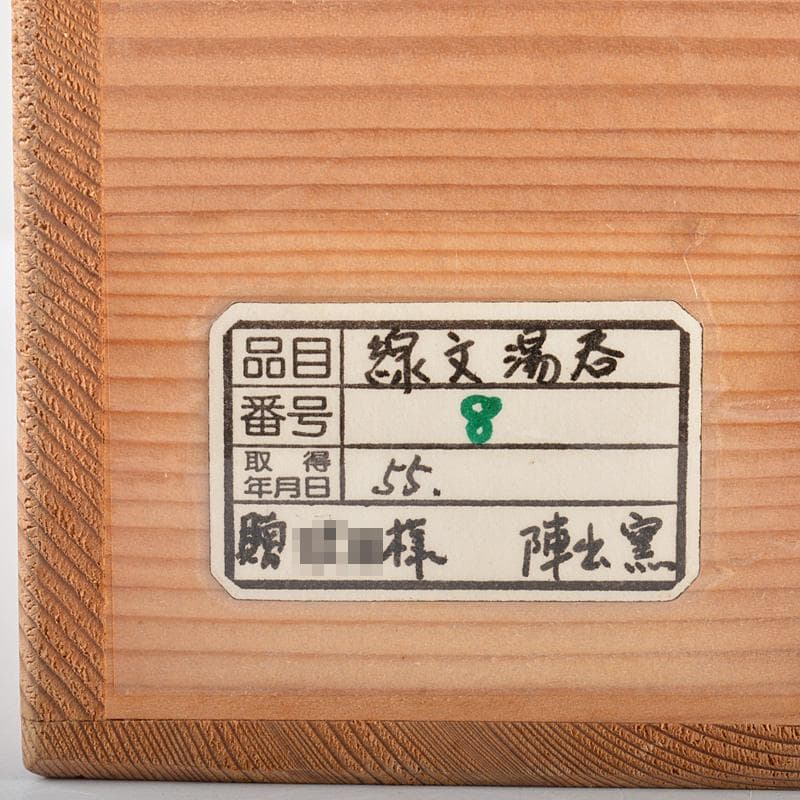 品目 線文湯呑
番号 8
取得年月日 55.
贈 様 陣出窯